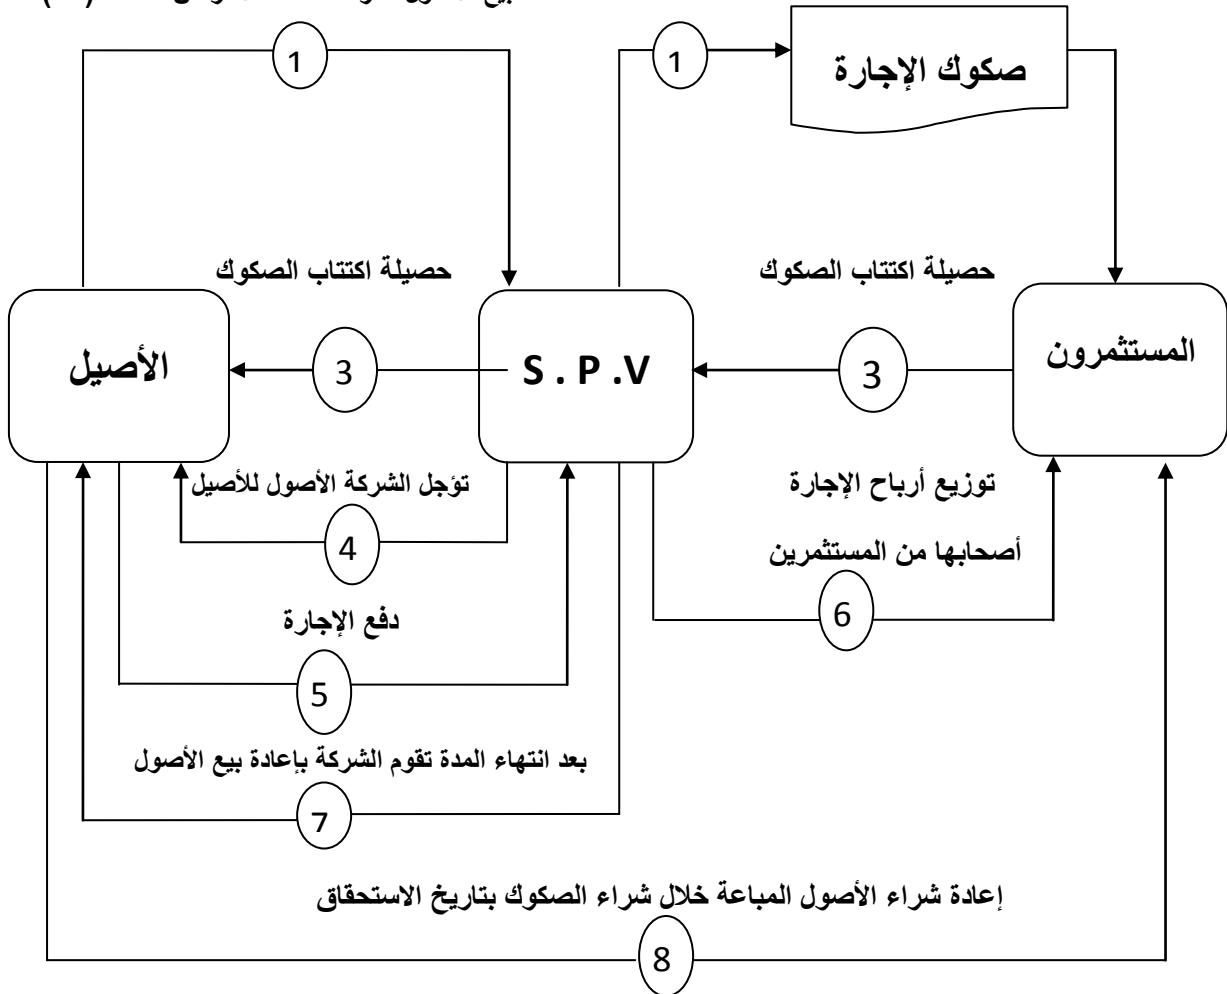 1
1
صكوك الإجارة
حصيلة اكتتاب الصكوك
حصيلة اكتتاب الصكوك
المستثمرون
3
S . P .V
3
الأصيل
توزيع أرباح الإجارة
أصحابها من المستثمرين
6
تؤجل الشركة الأصول للأصيل
4
دفع الإجارة
5
بعد انتهاء المدة تقوم الشركة بإعادة بيع الأصول
7
إعادة شراء الأصول المباعة خلال شراء الصكوك بتاريخ الاستحقاق
8